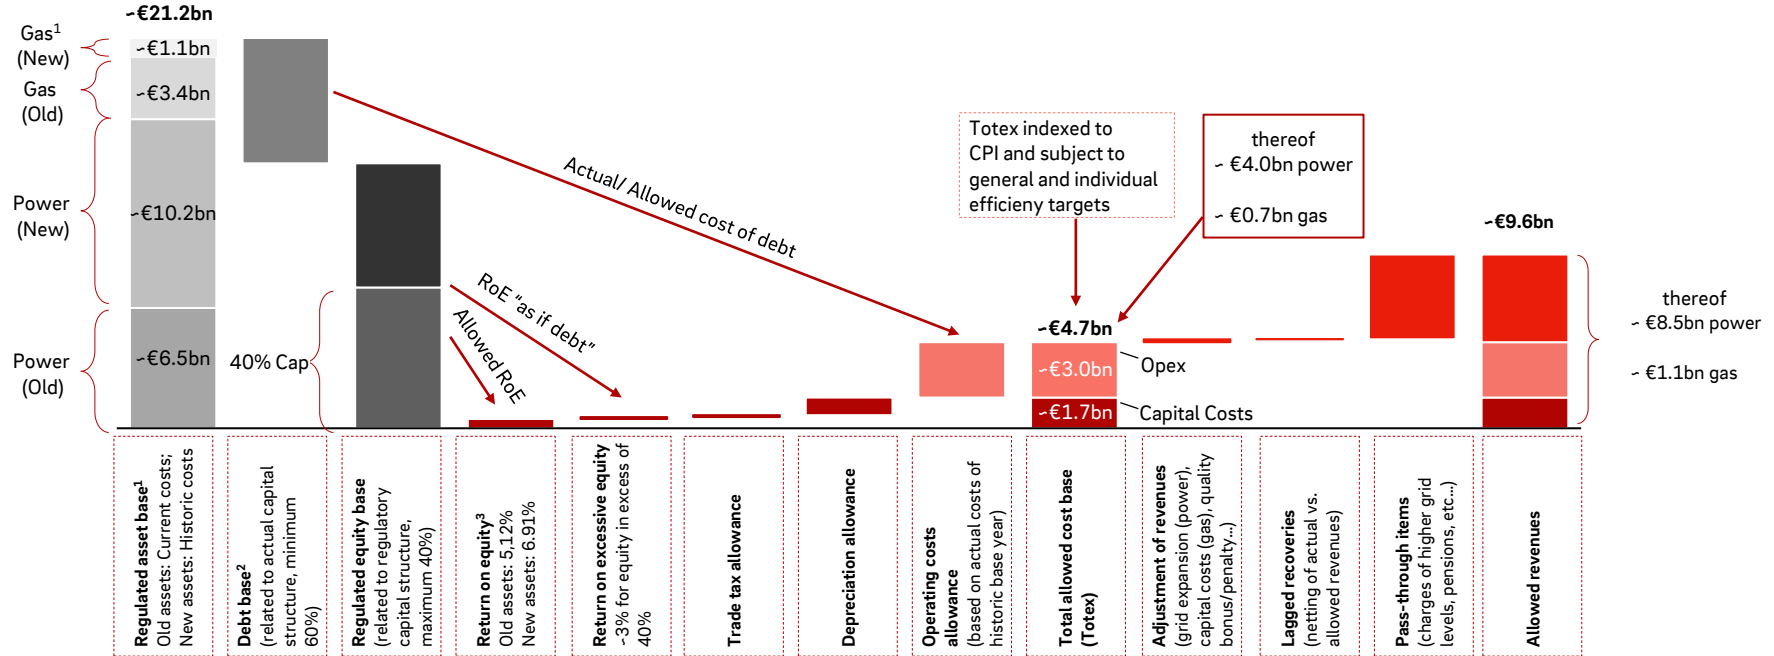 ~€21.2bn
Gas1
(New)
~€1.1bn
Gas
(Old)
~€3.4bn
Power
(New)
~€10.2bn
Power
(Old)
~€6.5bn
40% Cap
Actual/ Allowed cost of debt
RoE "as if debt"
Allowed RoE
Totex indexed to
CPI and subject to
general and individual
efficieny targets
thereof
~ €4.0bn power
~ €0.7bn gas
~€4.7bn
~€3.0bn
Opex
~€1.7bn
Capital Costs
~€9.6bn
thereof
~ €8.5bn power
~ €1.1bn gas
Regulated asset base1
Old assets: Current costs;
New assets: Historic costs
Debt base2
(related to actual capital
structure, minimum
60%)
Regulated equity base
(related to regulatory
capital structure,
maximum 40%)
Return on equity3
Old assets: 5,12%
New assets: 6.91%
Return on excessive equity
~3% for equity in excess of
40%
Trade tax allowance
Depreciation allowance
Operating costs
allowance
(based on actual costs of
historic base year)
Total allowed cost base
(Totex)
Adjustment of revenues
(grid expansion (power),
capital costs (gas), quality
bonus/penalty...)
Lagged recoveries
(netting of actual vs.
allowed revenues)
Pass-through items
(charges of higher grid
levels, pensions, etc...)
Allowed revenues